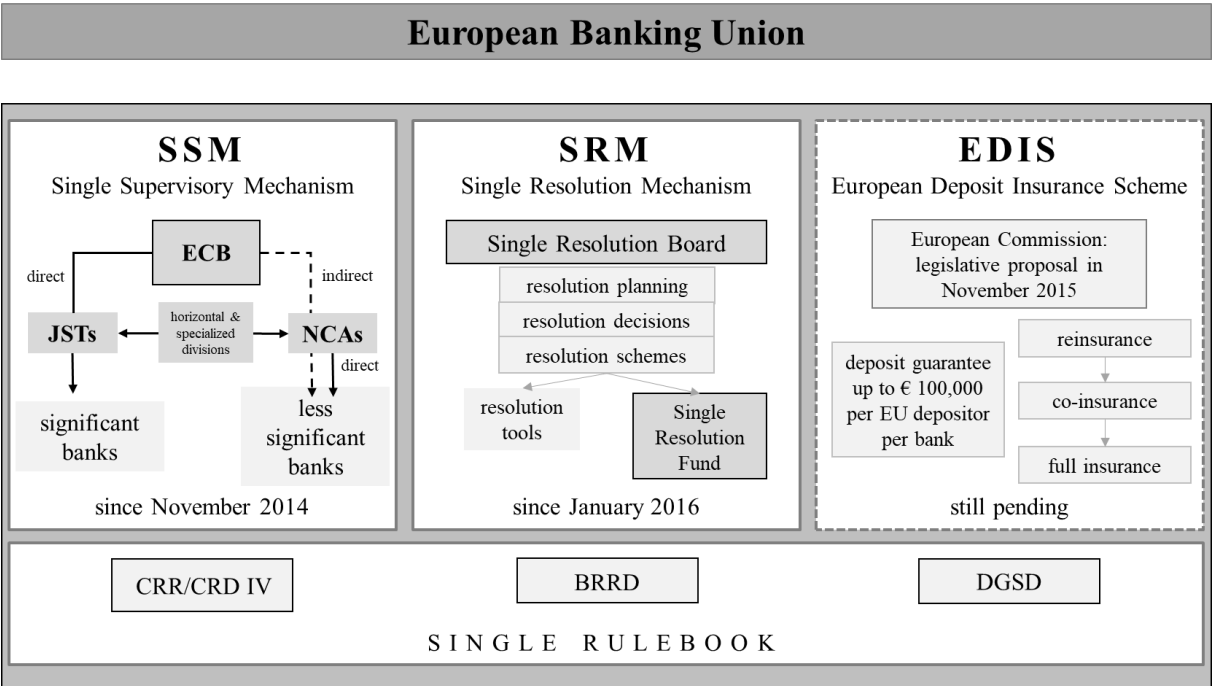 European Banking Union
SSM
Single Supervisory Mechanism
ECB
direct
indirect
JSTs
horizontal &
specialized
divisions
NCAs
direct
significant
banks
less
significant
banks
since November 2014
SRM
Single Resolution Mechanism
Single Resolution Board
resolution planning
resolution decisions
resolution schemes
resolution
tools
Single
Resolution
Fund
since January 2016
EDIS
European Deposit Insurance Scheme
European Commission:
legislative proposal in
November 2015
deposit guarantee
up to € 100,000
per EU depositor
per bank
reinsurance
co-insurance
full insurance
still pending
CRR/CRD IV
BRRD
DGSD
SINGLE RULEBOOK